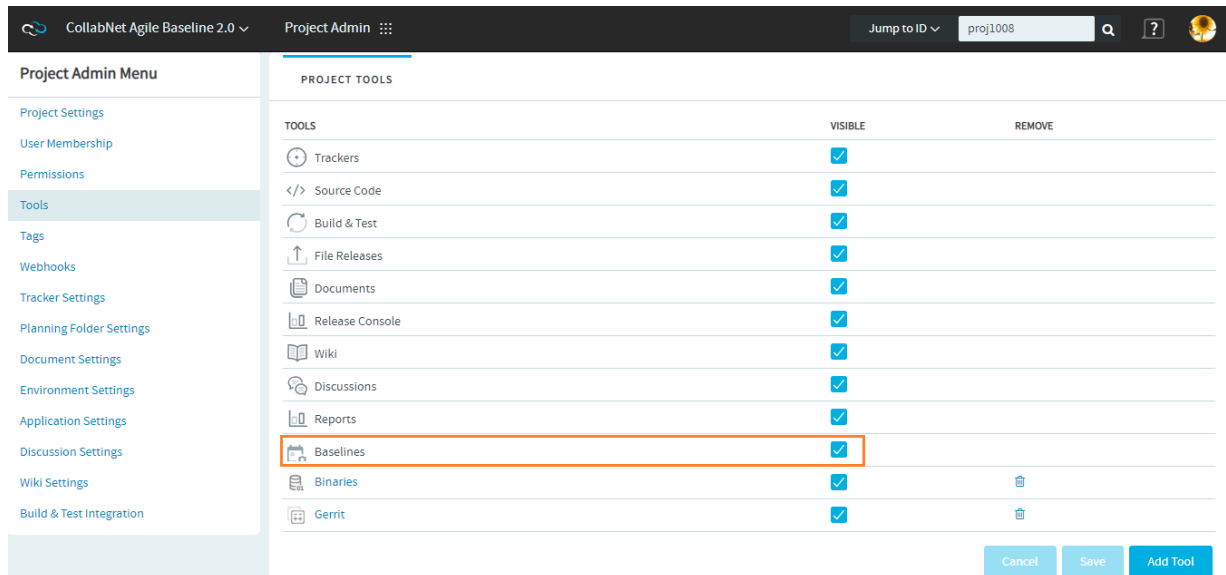 CollabNet Agile Baseline 2.0 Project Admin Jump to ID proj1008 ?
Project Admin Menu
PROJECT TOOLS
Project Settings
User Membership
Permissions
Tools
Tags
Webhooks
Tracker Settings
Planning Folder Settings
Document Settings
Environment Settings
Application Settings
Discussion Settings
Wiki Settings
Build & Test Integration
TOOLS VISIBLE REMOVE
Trackers
</> Source Code
Build & Test
File Releases
Documents
Release Console
Wiki
Discussions
Reports
Baselines
Binaries
Gerrit
Cancel Save Add Tool